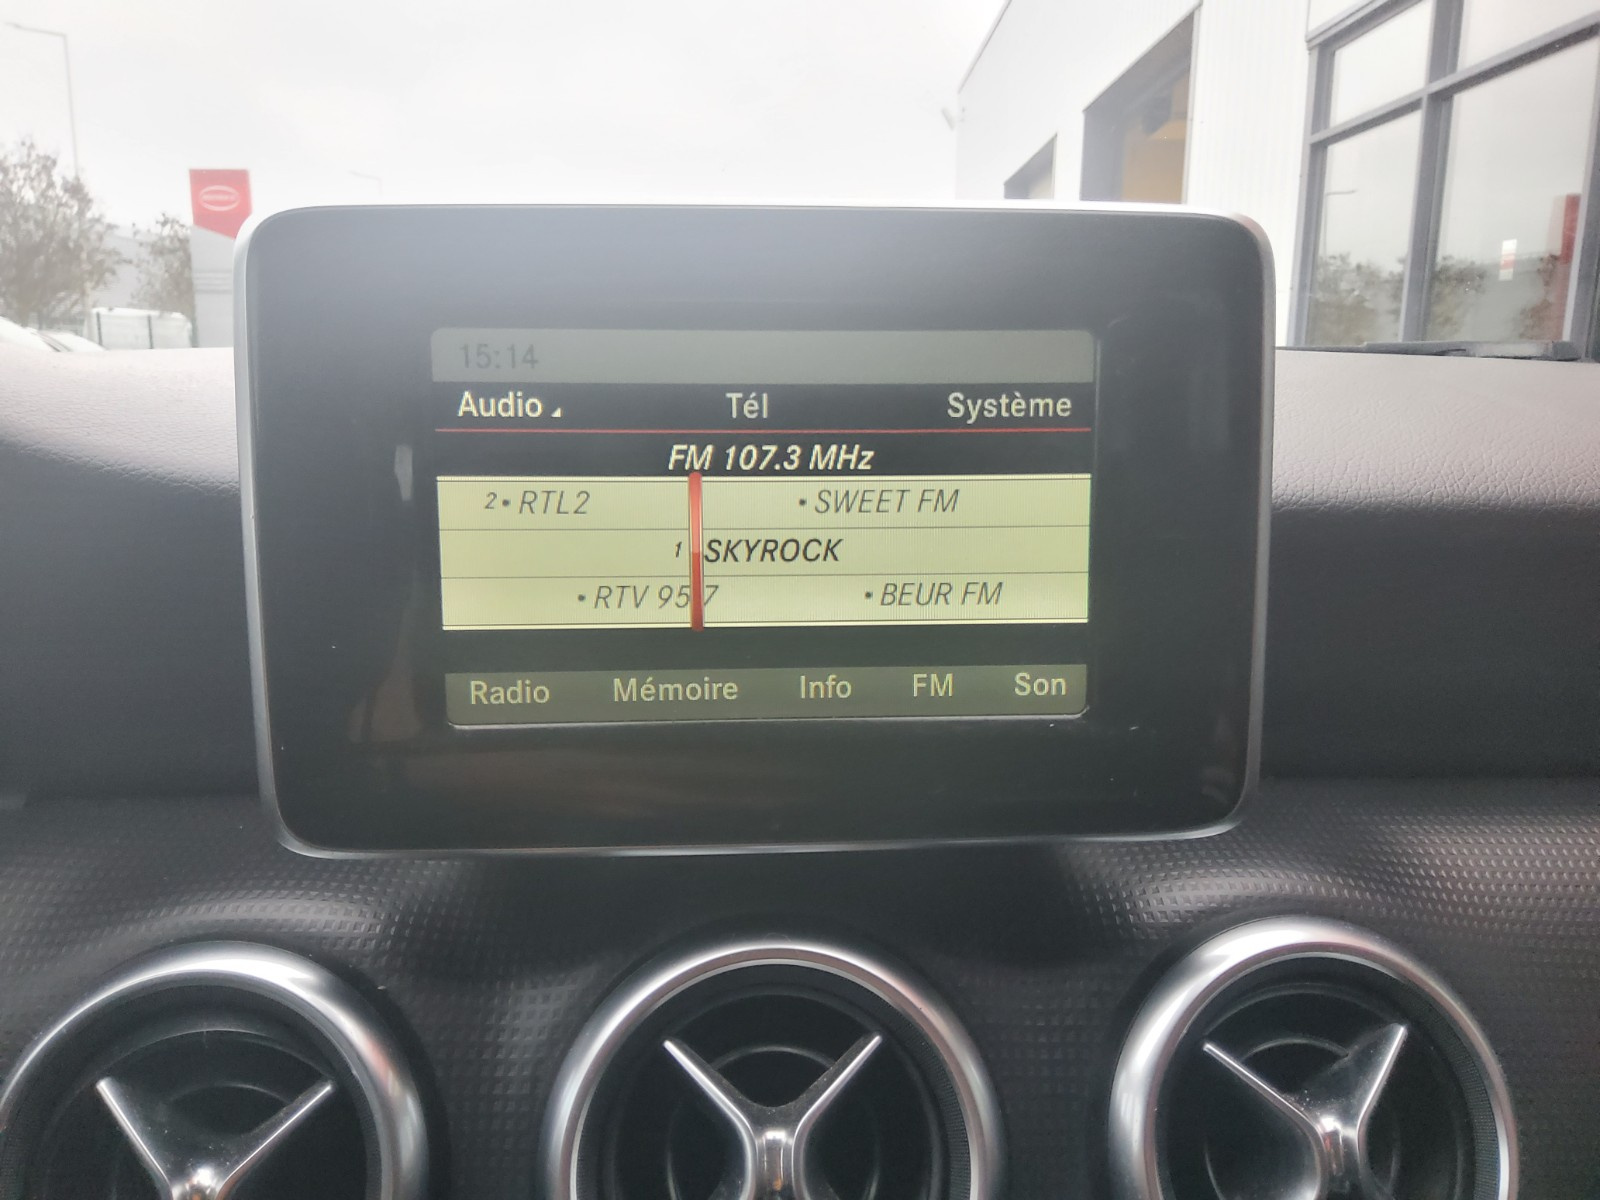 15:14
Audio Tél Système
FM 107.3 MHz
2 • RTL2 • SWEET FM
1 SKYROCK
• RTV 95.7 • BEUR FM
Radio Mémoire Info FM Son